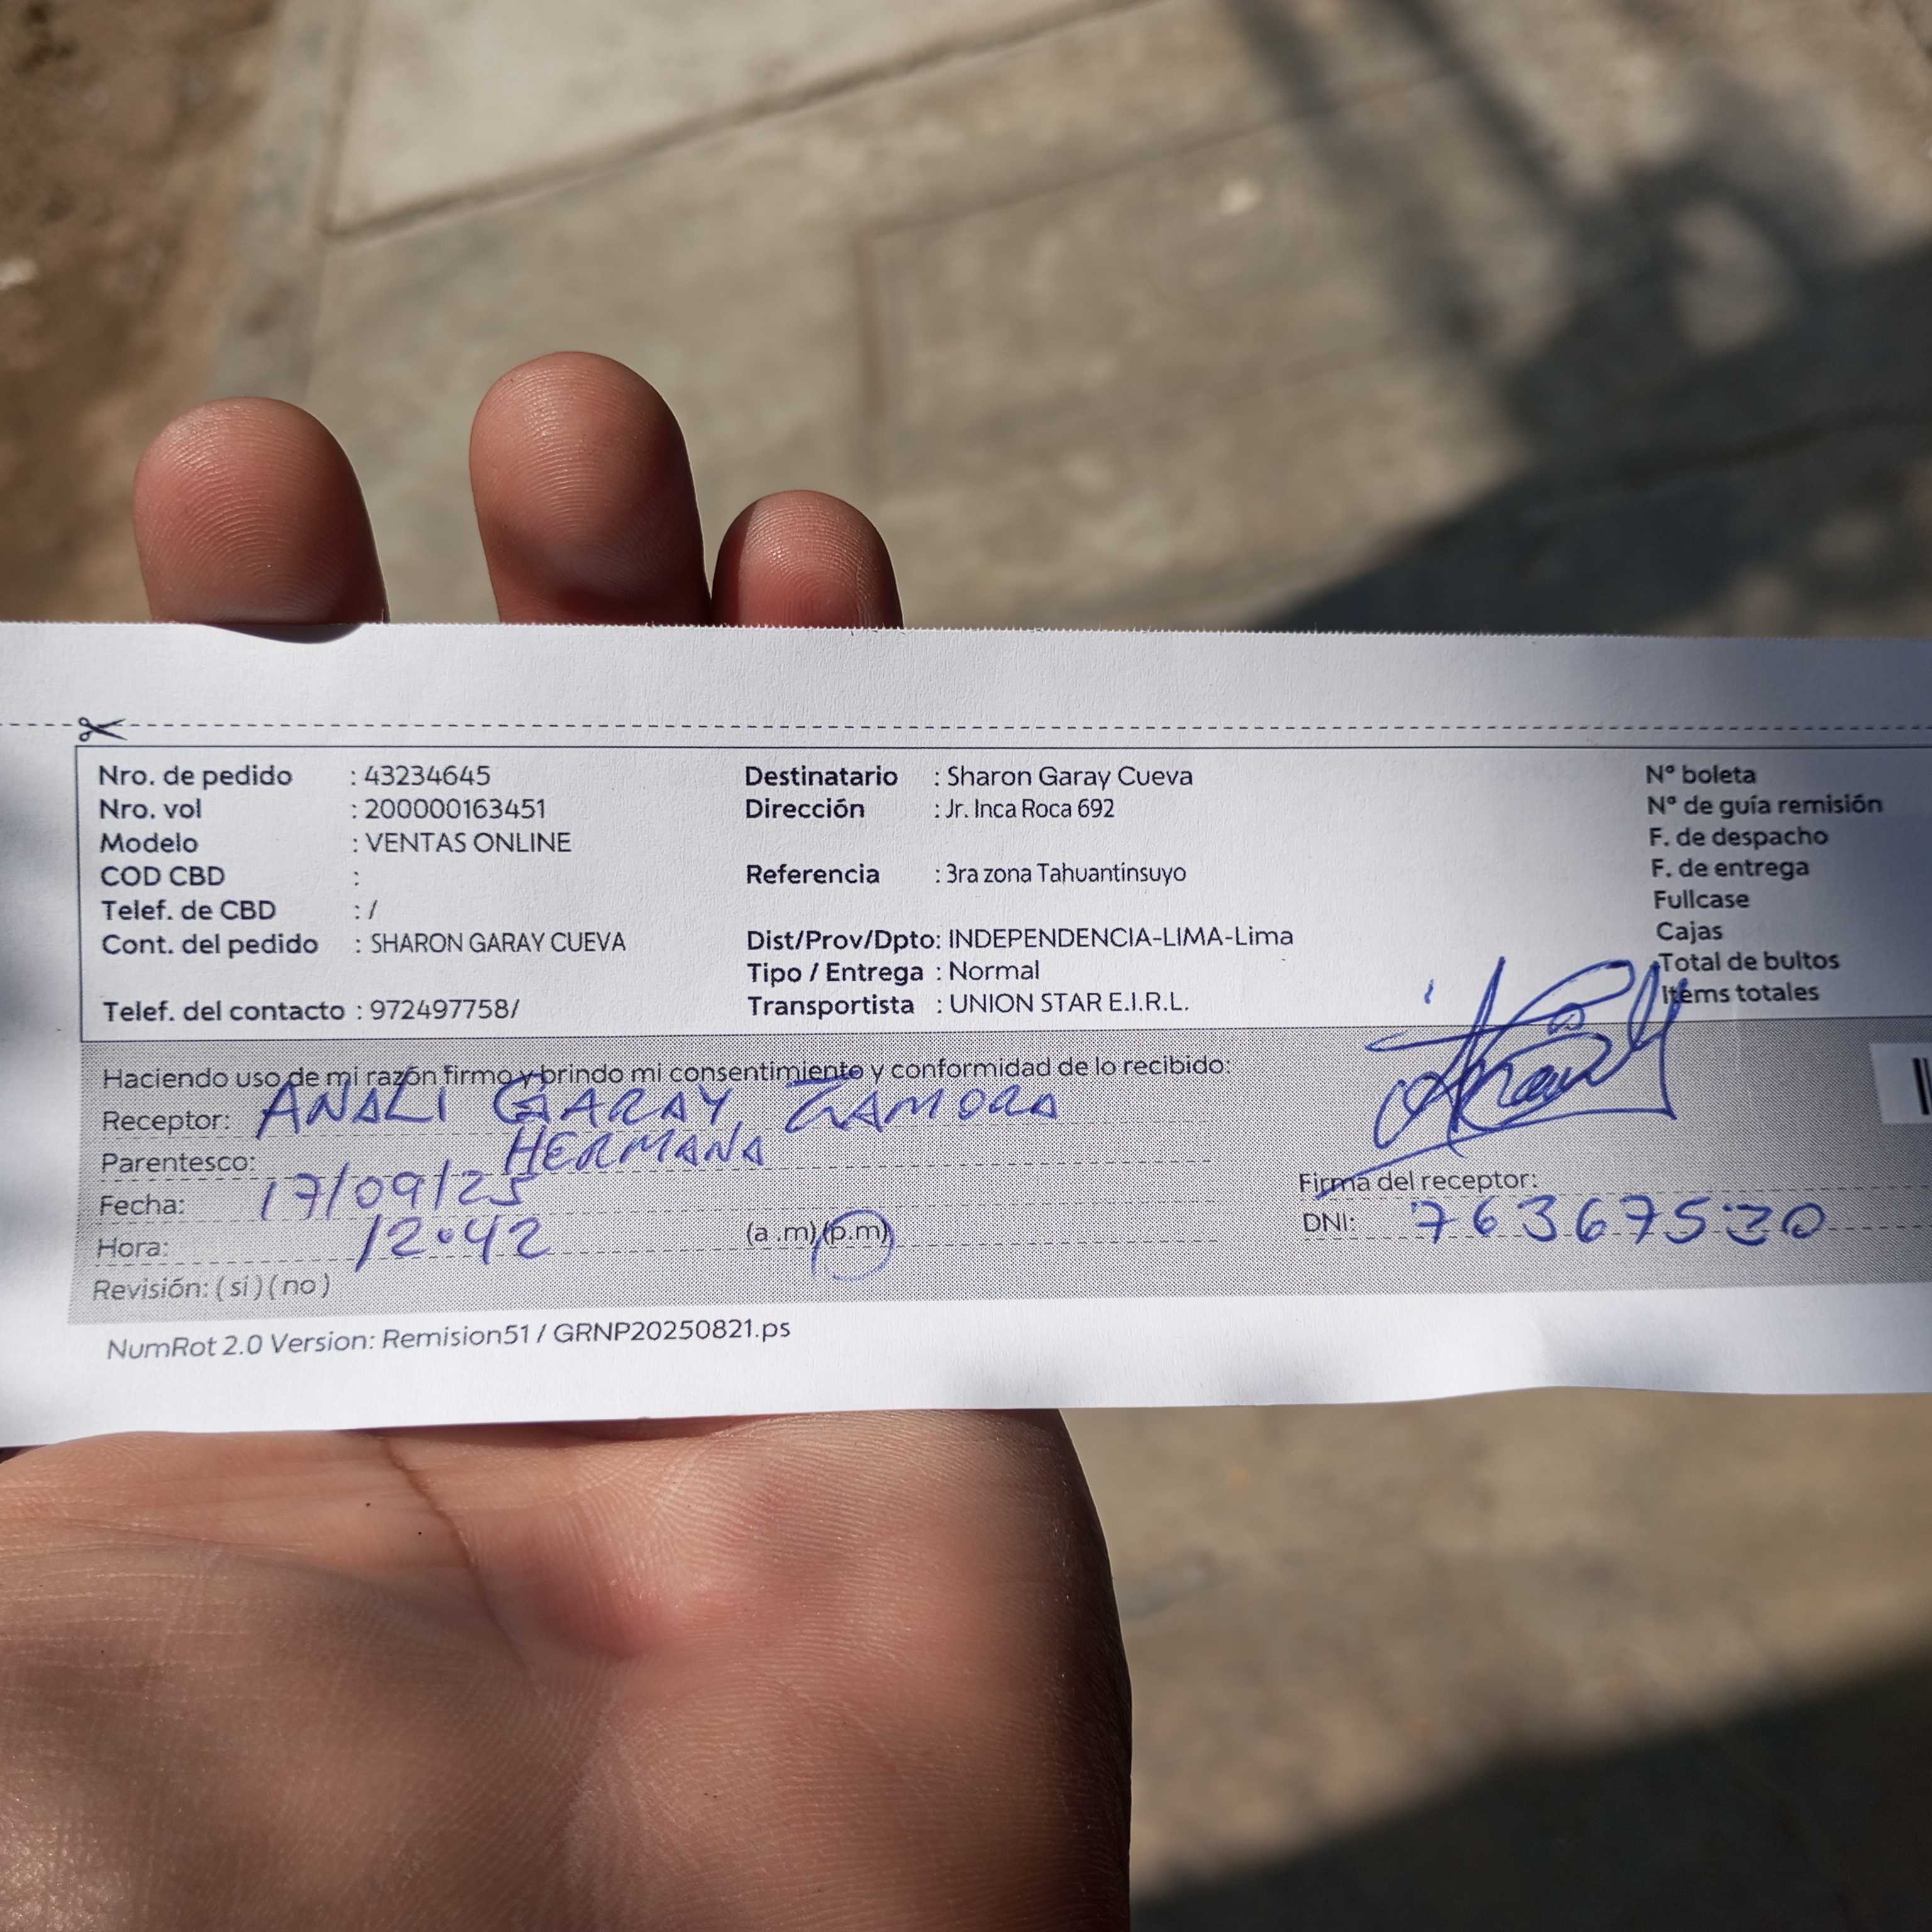 Nro. de pedido : 43234645
Nro. vol : 200000163451
Modelo : VENTAS ONLINE
COD CBD :
Telef. de CBD : /
Cont. del pedido : SHARON GARAY CUEVA
Telef. del contacto : 972497758/
Destinatario : Sharon Garay Cueva
Dirección : Jr. Inca Roca 692
Referencia : 3ra zona Tahuantinsuyo
Dist/Prov/Dpto: INDEPENDENCIA-LIMA-Lima
Tipo / Entrega : Normal
Transportista : UNION STAR E.I.R.L.
N° boleta
N° de guía remisión
F. de despacho
F. de entrega
Fullcase
Cajas
Total de bultos
Items totales
Haciendo uso de mi razón firmo y brindo mi consentimiento y conformidad de lo recibido:
Receptor: ANALI GARAY ZAMORA
Parentesco: HERMANA
Fecha: 17/09/25
Hora: 12.42 (a .m) (p.m)
Revisión: ( si ) ( no )
Firma del receptor:
DNI: 76367530
NumRot 2.0 Version: Remision51 / GRNP20250821.ps